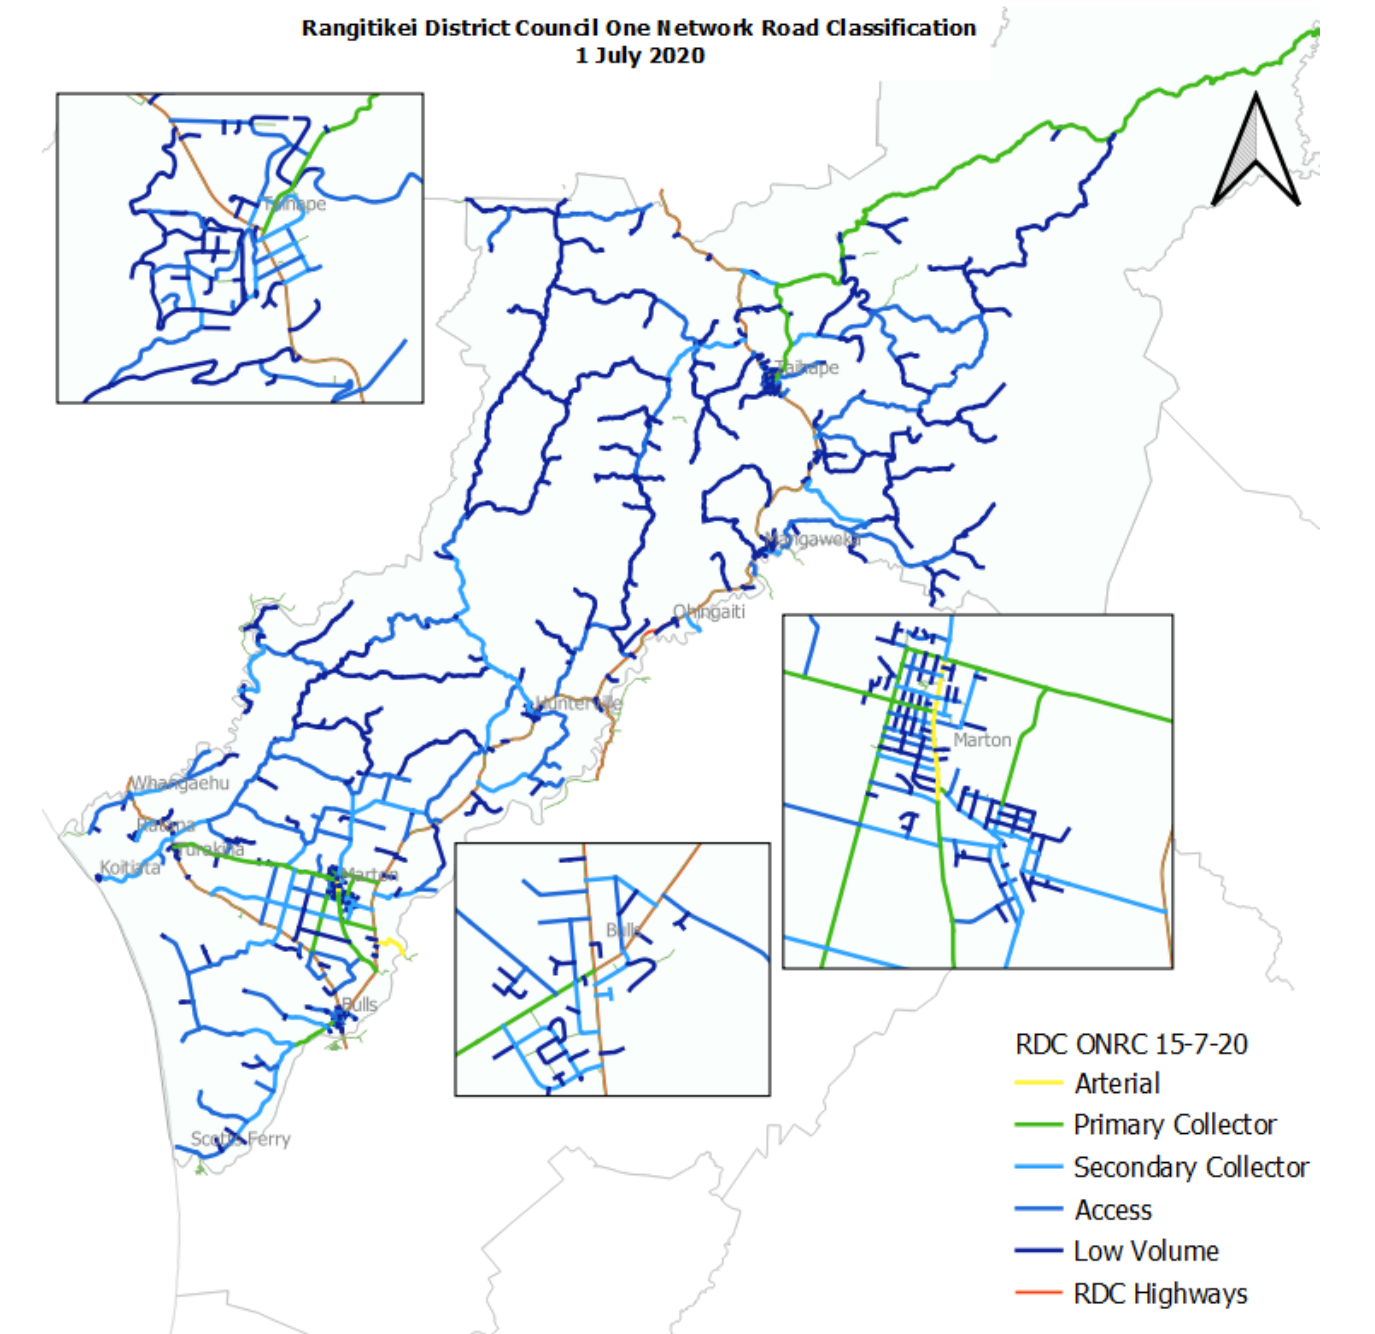 Rangitikei District Council One Network Road Classification
1 July 2020
Taihape
Taihape
Mangaweka
Ohingaiti
Hunterville
Marton
Whangaehu
Ratana
Turakina
Koitiata
Marton
Bulls
Bulls
Scotts Ferry
RDC ONRC 15-7-20
Arterial
Primary Collector
Secondary Collector
Access
Low Volume
RDC Highways